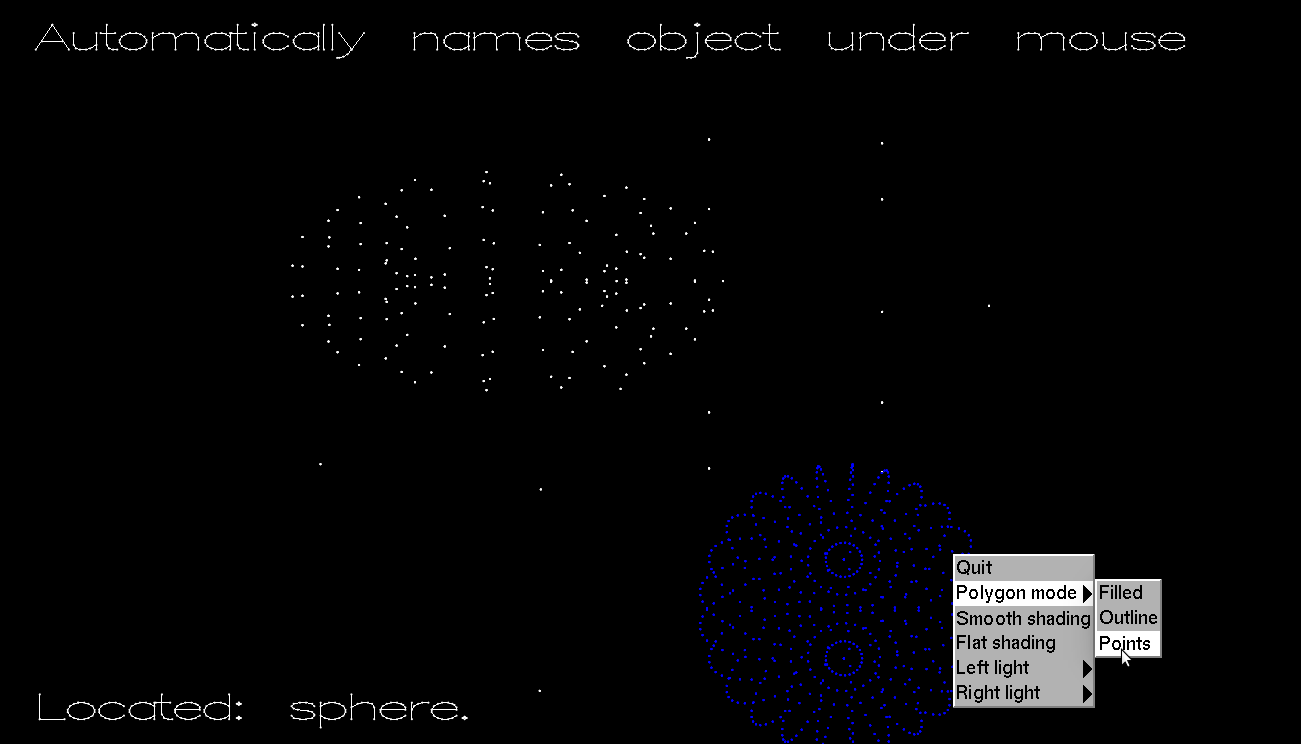 Automatically names object under mouse
Quit
Polygon mode
Smooth shading
Flat shading
Left light
Right light
Filled
Outline
Points
Located: sphere.